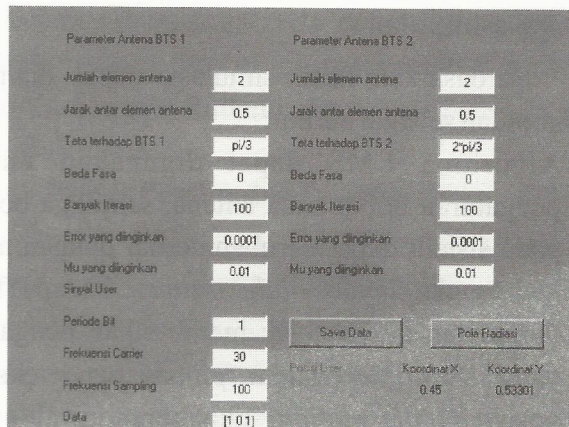 Parameter Antena BTS 1
Jumlah elemen antena 2
Jarak antar elemen antena 0.5
Teta terhadap BTS 1 pi/3
Beda Fasa 0
Banyak Iterasi 100
Error yang diinginkan 0.0001
Mu yang diinginkan 0.01
Sinyal User
Periode Bit 1
Frekuensi Carrier 30
Frekuensi Sampling 100
Data [1 0 1]
Parameter Antena BTS 2
Jumlah elemen antena 2
Jarak antar elemen antena 0.5
Teta terhadap BTS 2 2*pi/3
Beda Fasa 0
Banyak Iterasi 100
Error yang diinginkan 0.0001
Mu yang diinginkan 0.01
Save Data Pola Radiasi
Posisi User Koordinat X Koordinat Y
0.45 0.53301